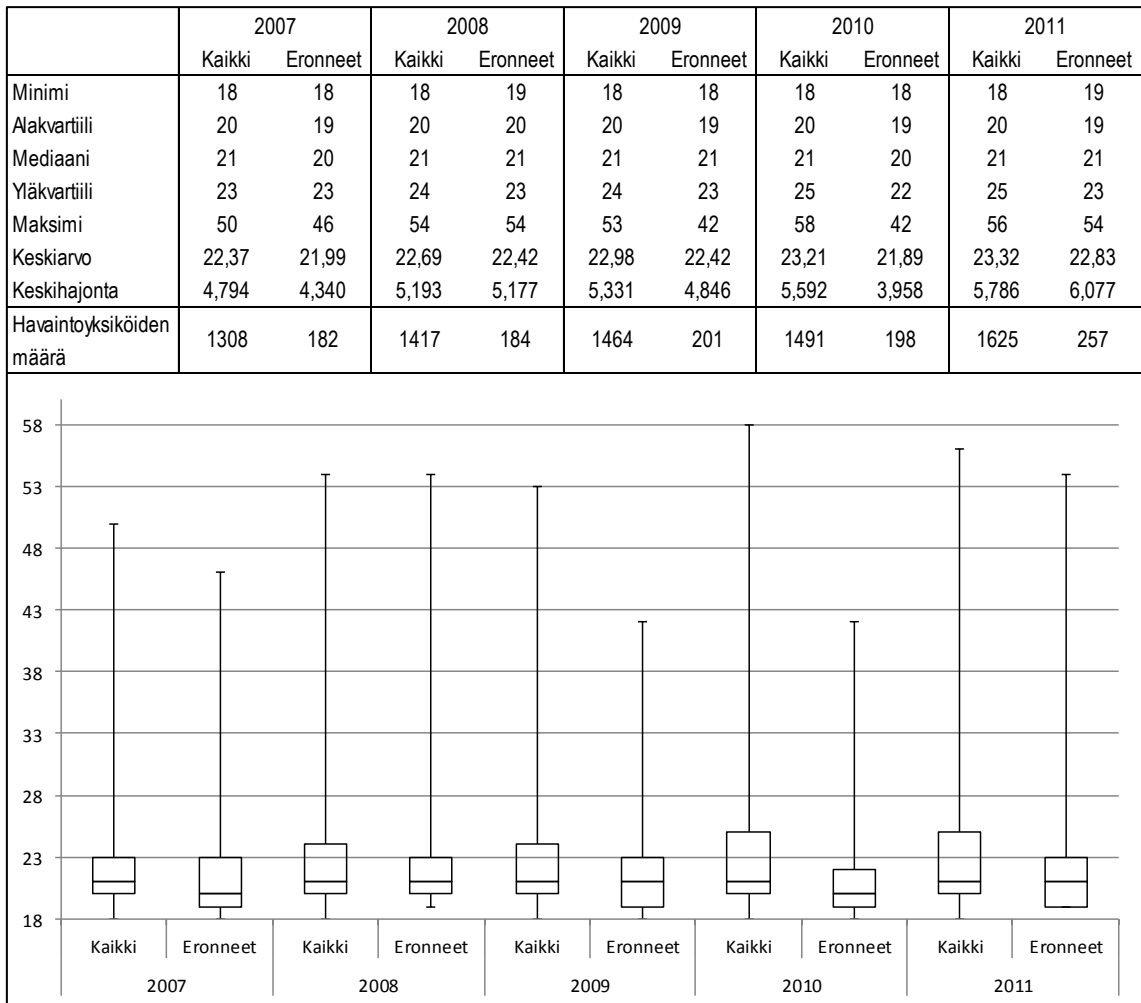 2007 2008 2009 2010 2011
Kaikki Eronneet Kaikki Eronneet Kaikki Eronneet Kaikki Eronneet Kaikki Eronneet
Minimi 18 18 18 19 18 18 18 18 18 19
Alakvartiili 20 19 20 20 20 19 20 19 20 19
Mediaani 21 20 21 21 21 21 21 20 21 21
Yläkvartiili 23 23 24 23 24 23 25 22 25 23
Maksimi 50 46 54 54 53 42 58 42 56 54
Keskiarvo 22,37 21,99 22,69 22,42 22,98 22,42 23,21 21,89 23,32 22,83
Keskihajonta 4,794 4,340 5,193 5,177 5,331 4,846 5,592 3,958 5,786 6,077
Havaintoyksiköiden
määrä 1308 182 1417 184 1464 201 1491 198 1625 257
58
53
48
43
38
33
28
23
18
Kaikki Eronneet Kaikki Eronneet Kaikki Eronneet Kaikki Eronneet Kaikki Eronneet
2007 2008 2009 2010 2011